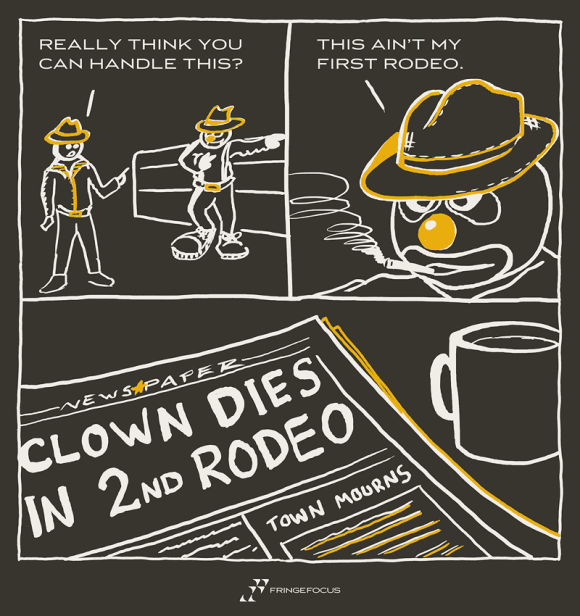 REALLY THINK YOU
CAN HANDLE THIS?
THIS AIN'T MY
FIRST RODEO.
NEWSPAPER
CLOWN DIES
IN 2ND RODEO
TOWN MOURNS
FRINGEFOCUS